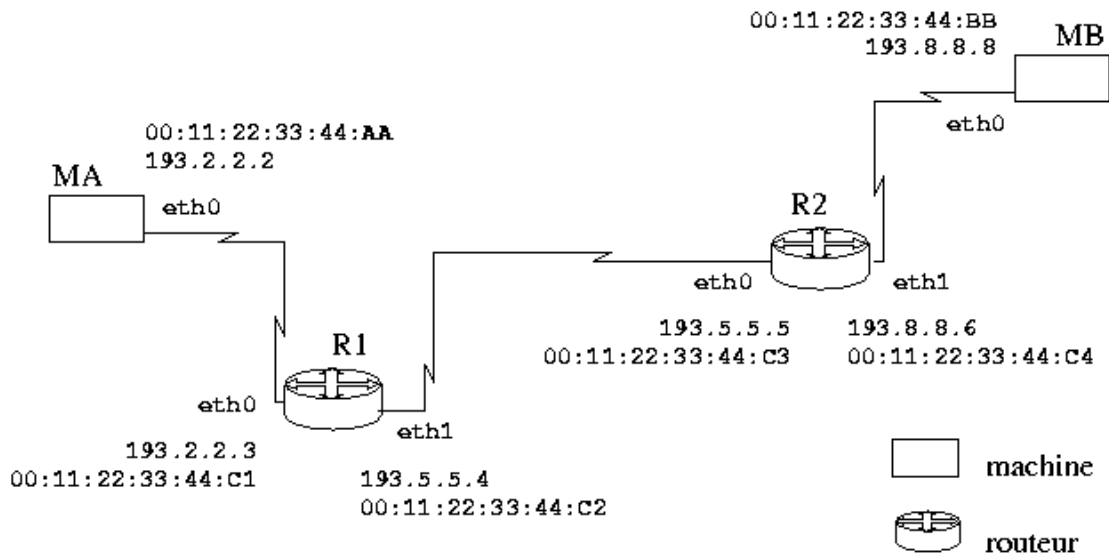 00:11:22:33:44:BB
193.8.8.8
MB
eth0
00:11:22:33:44:AA
193.2.2.2
MA
eth0
R2
eth0
eth1
193.5.5.5
00:11:22:33:44:C3
193.8.8.6
00:11:22:33:44:C4
R1
eth0
eth1
193.2.2.3
00:11:22:33:44:C1
193.5.5.4
00:11:22:33:44:C2
machine
routeur